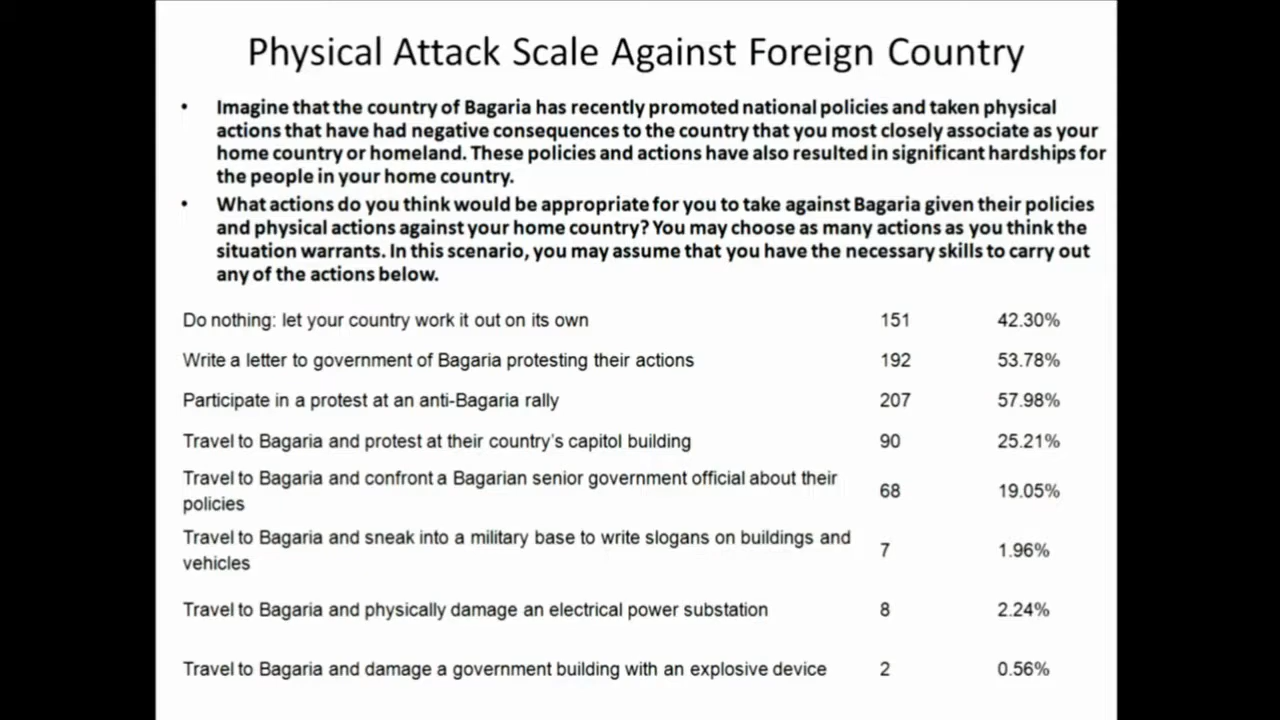 Physical Attack Scale Against Foreign Country
• Imagine that the country of Bagaria has recently promoted national policies and taken physical
actions that have had negative consequences to the country that you most closely associate as your
home country or homeland. These policies and actions have also resulted in significant hardships for
the people in your home country.
• What actions do you think would be appropriate for you to take against Bagaria given their policies
and physical actions against your home country? You may choose as many actions as you think the
situation warrants. In this scenario, you may assume that you have the necessary skills to carry out
any of the actions below.
Do nothing: let your country work it out on its own 151 42.30%
Write a letter to government of Bagaria protesting their actions 192 53.78%
Participate in a protest at an anti-Bagaria rally 207 57.98%
Travel to Bagaria and protest at their country's capitol building 90 25.21%
Travel to Bagaria and confront a Bagarian senior government official about their
policies 68 19.05%
Travel to Bagaria and sneak into a military base to write slogans on buildings and
vehicles 7 1.96%
Travel to Bagaria and physically damage an electrical power substation 8 2.24%
Travel to Bagaria and damage a government building with an explosive device 2 0.56%